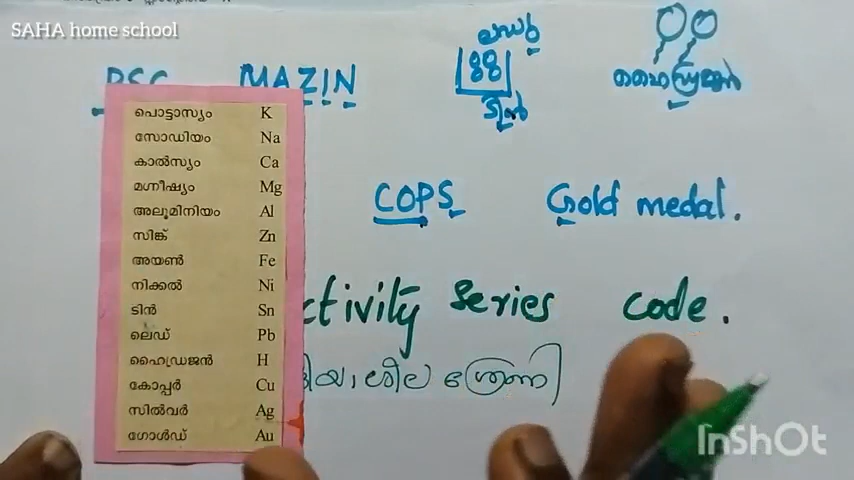 SAHA home school
PSC MAZIN
ലഡു
ടിൻ
ഹൈഡ്രജൻ
പൊട്ടാസ്യം K
സോഡിയം Na
കാൽസ്യം Ca
മഗ്നീഷ്യം Mg
അലൂമിനിയം Al
സിങ്ക് Zn
അയൺ Fe
നിക്കൽ Ni
ടിൻ Sn
ലെഡ് Pb
ഹൈഡ്രജൻ H
കോപ്പർ Cu
സിൽവർ Ag
ഗോൾഡ് Au
COPS Gold medal.
ctivity series code.
ശ്രേണി
InShOt